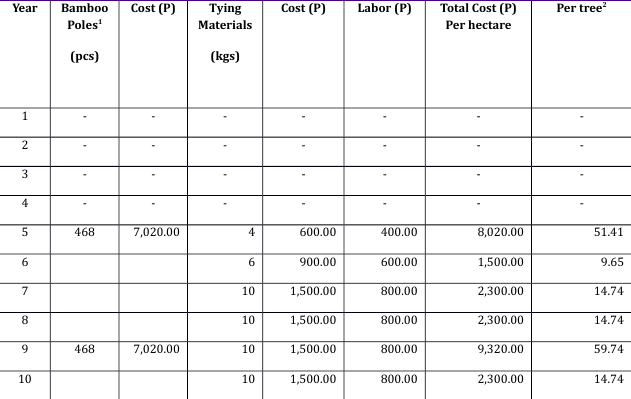 Year Bamboo Poles¹ (pcs) Cost (P) Tying Materials (kgs) Cost (P) Labor (P) Total Cost (P) Per hectare Per tree²
1 - - - - - - -
2 - - - - - - -
3 - - - - - - -
4 - - - - - - -
5 468 7,020.00 4 600.00 400.00 8,020.00 51.41
6 6 900.00 600.00 1,500.00 9.65
7 10 1,500.00 800.00 2,300.00 14.74
8 10 1,500.00 800.00 2,300.00 14.74
9 468 7,020.00 10 1,500.00 800.00 9,320.00 59.74
10 10 1,500.00 800.00 2,300.00 14.74